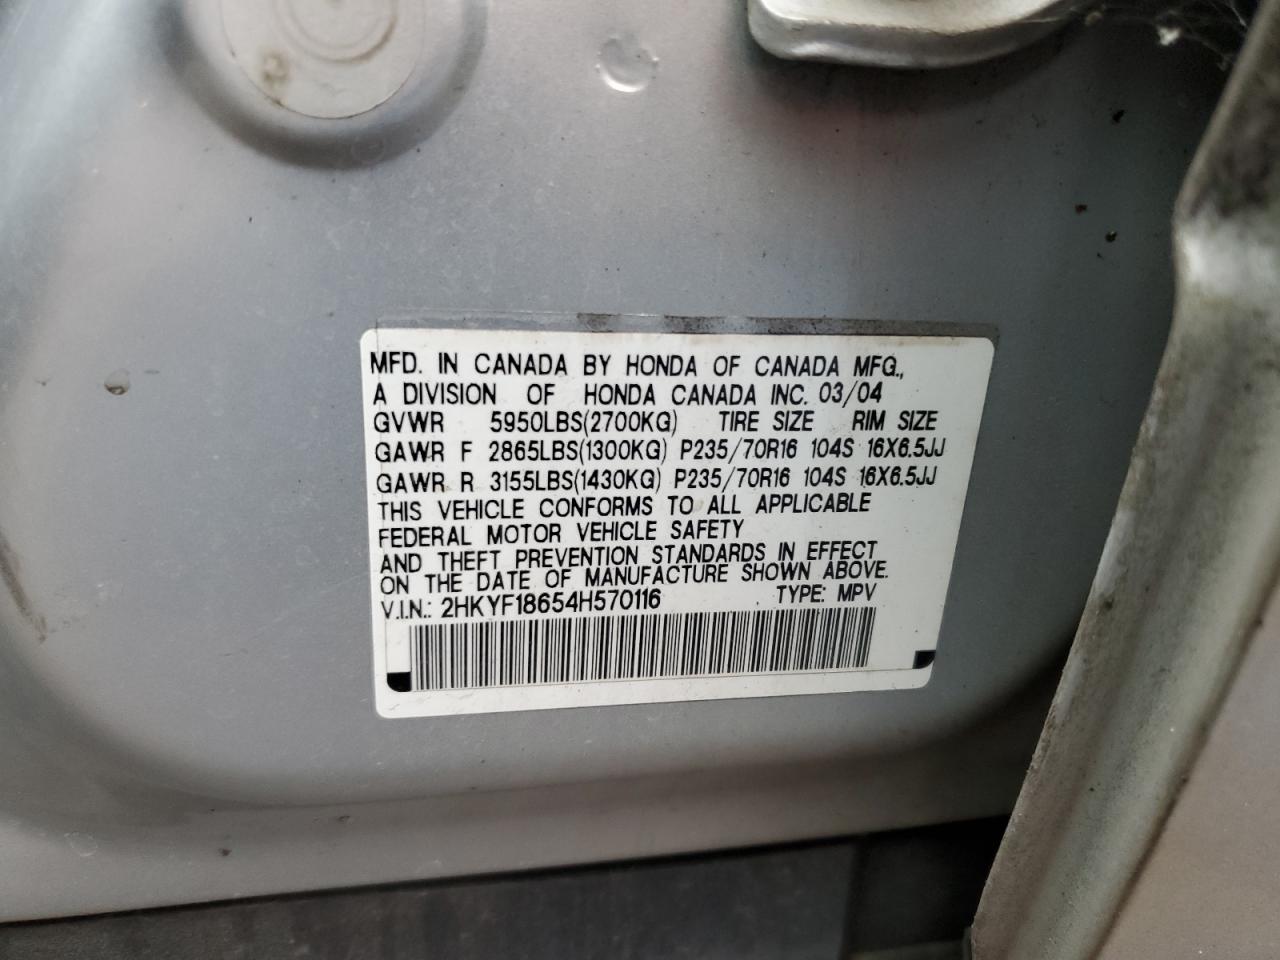 MFD. IN CANADA BY HONDA OF CANADA MFG.,
A DIVISION OF HONDA CANADA INC. 03/04
GVWR 5950LBS(2700KG) TIRE SIZE RIM SIZE
GAWR F 2865LBS(1300KG) P235/70R16 104S 16X6.5JJ
GAWR R 3155LBS(1430KG) P235/70R16 104S 16X6.5JJ
THIS VEHICLE CONFORMS TO ALL APPLICABLE
FEDERAL MOTOR VEHICLE SAFETY
AND THEFT PREVENTION STANDARDS IN EFFECT
ON THE DATE OF MANUFACTURE SHOWN ABOVE.
V.I.N.: 2HKYF18654H570116 TYPE: MPV